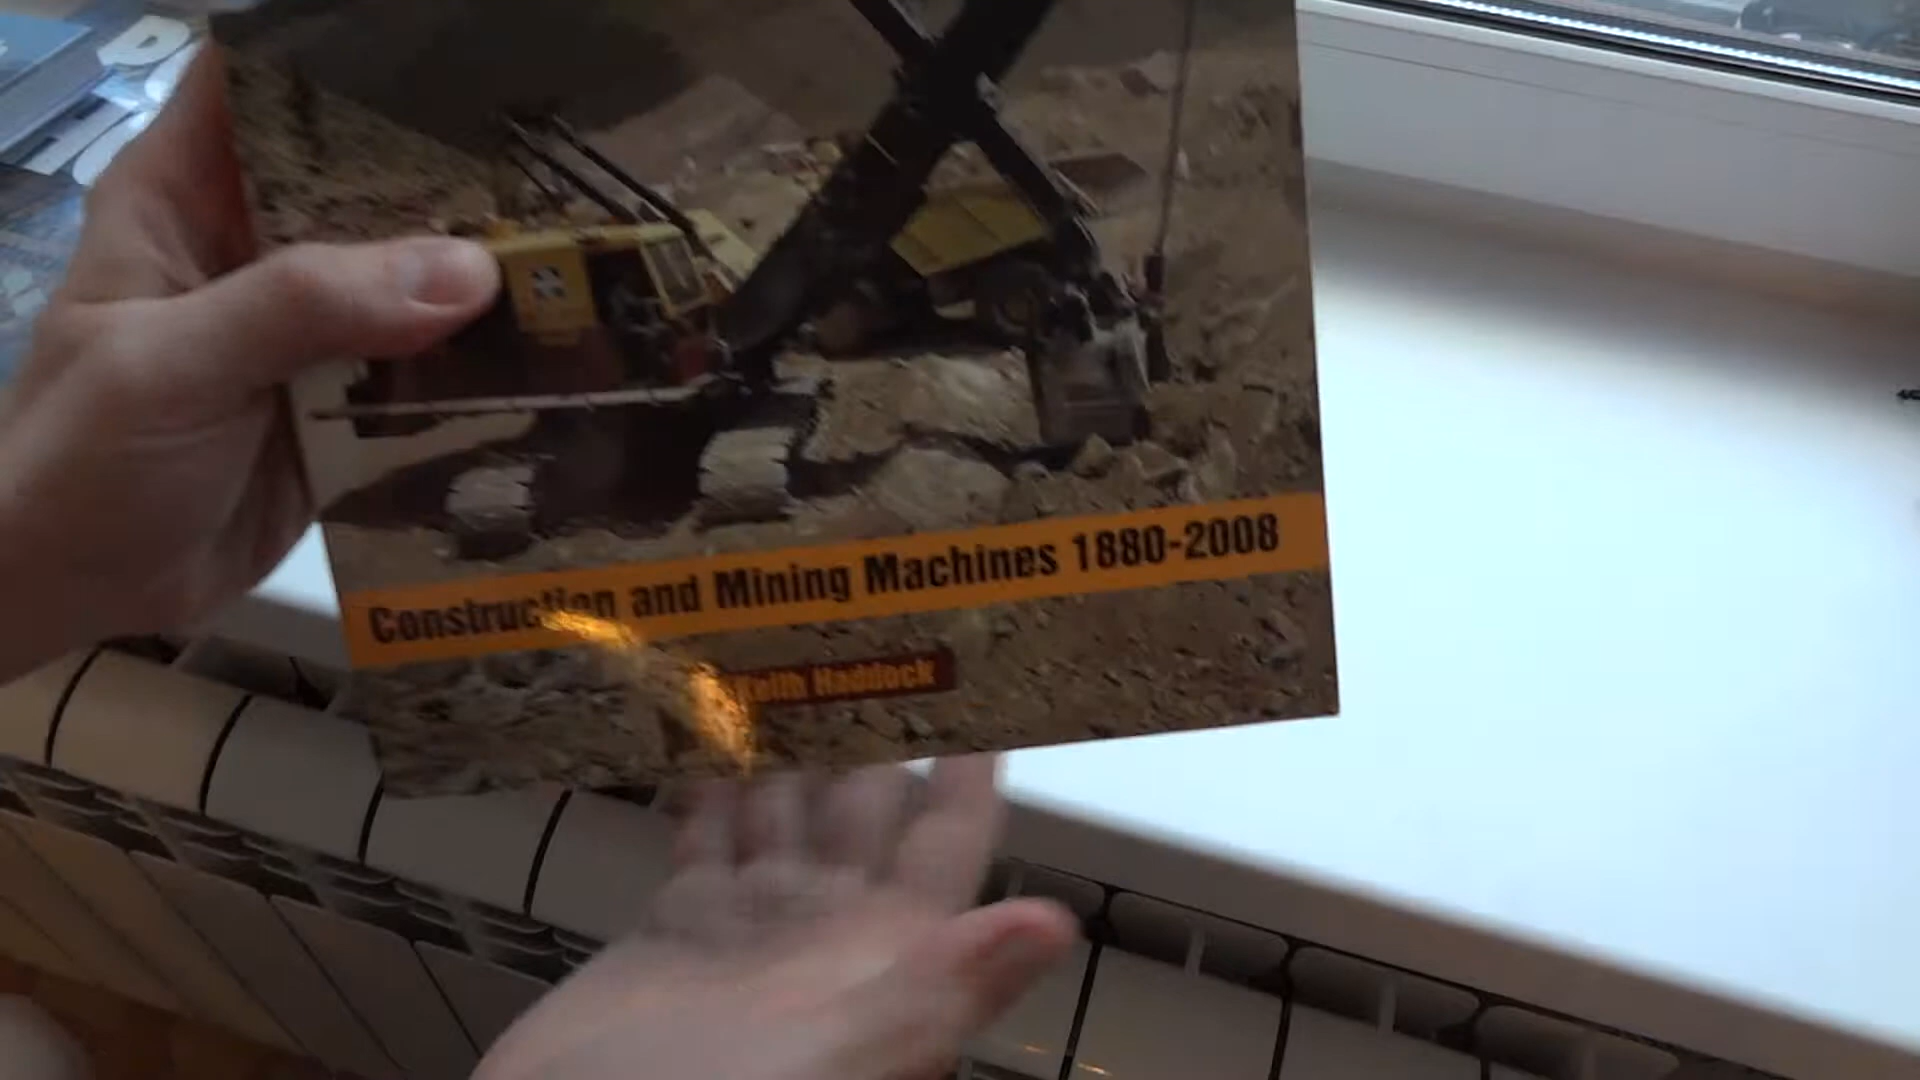 Construction and Mining Machines 1880-2008
Keith Haddock